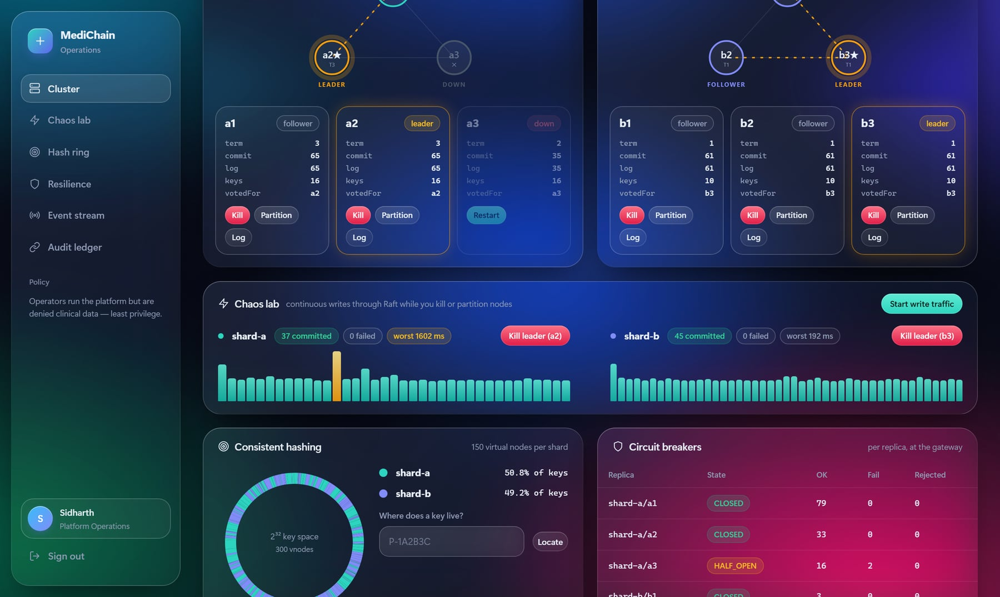 MediChain
Operations
Cluster
Chaos lab
Hash ring
Resilience
Event stream
Audit ledger
Policy
Operators run the platform but are
denied clinical data — least privilege.
S
Sidharth
Platform Operations
Sign out
a2★
T3
LEADER
a3
✕
DOWN
b2
T1
FOLLOWER
b3★
T1
LEADER
a1 follower
term 3
commit 65
log 65
keys 16
votedFor a2
Kill Partition
Log
a2 leader
term 3
commit 65
log 65
keys 16
votedFor a2
Kill Partition
Log
a3 down
term 2
commit 35
log 35
keys 16
votedFor a3
Restart
b1 follower
term 1
commit 61
log 61
keys 10
votedFor b3
Kill Partition
Log
b2 follower
term 1
commit 61
log 61
keys 10
votedFor b3
Kill Partition
Log
b3 leader
term 1
commit 61
log 61
keys 10
votedFor b3
Kill Partition
Log
Chaos lab continuous writes through Raft while you kill or partition nodes Start write traffic
shard-a 37 committed 0 failed worst 1602 ms Kill leader (a2)
shard-b 45 committed 0 failed worst 192 ms Kill leader (b3)
Consistent hashing 150 virtual nodes per shard
2³² key space
300 vnodes
shard-a 50.8% of keys
shard-b 49.2% of keys
Where does a key live?
P-1A2B3C Locate
Circuit breakers per replica, at the gateway
Replica State OK Fail Rejected
shard-a/a1 CLOSED 79 0 0
shard-a/a2 CLOSED 33 0 0
shard-a/a3 HALF_OPEN 16 2 0
shard-b/b1 CLOSED 3 0 0